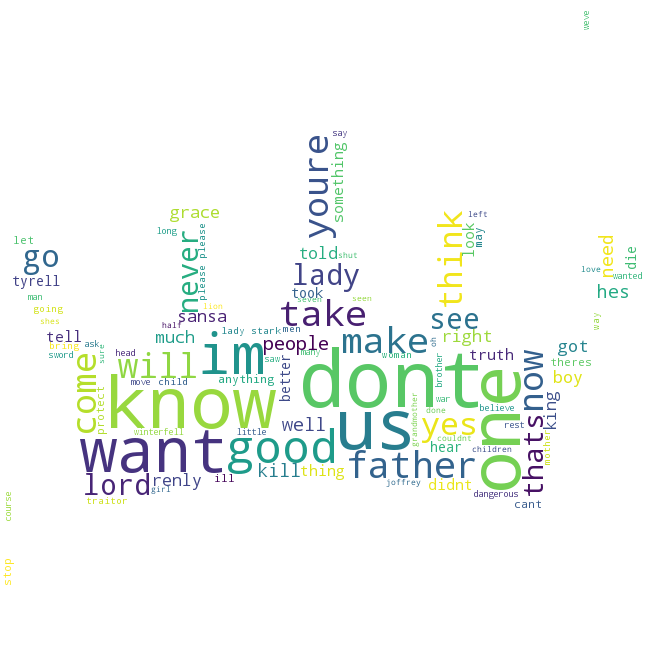 weve
say
youre
something
grace
left
let
long
never
please please
think
look
may
go
told
shut
need
die
tyrell
lady
love
wanted
man
took
seven
seen
hes
going
lion
sansa
take
see
way
shes
half
tell
much
im
lady stark
men
people
make
oh
right
sword
bring
ask
sure
got
head
will
saw
many
woman
truth
now
theres
come
move
child
anything
better
dont
brother
one
boy
protect
know
little
well
us
war
believe
king
grandmother
done
yes
rest
winterfell
want
good
couldnt
thats
mother
hear
children
father
kill
thing
lord
renly
ill
girl
joffrey
didnt
dangerous
traitor
cant
course
stop